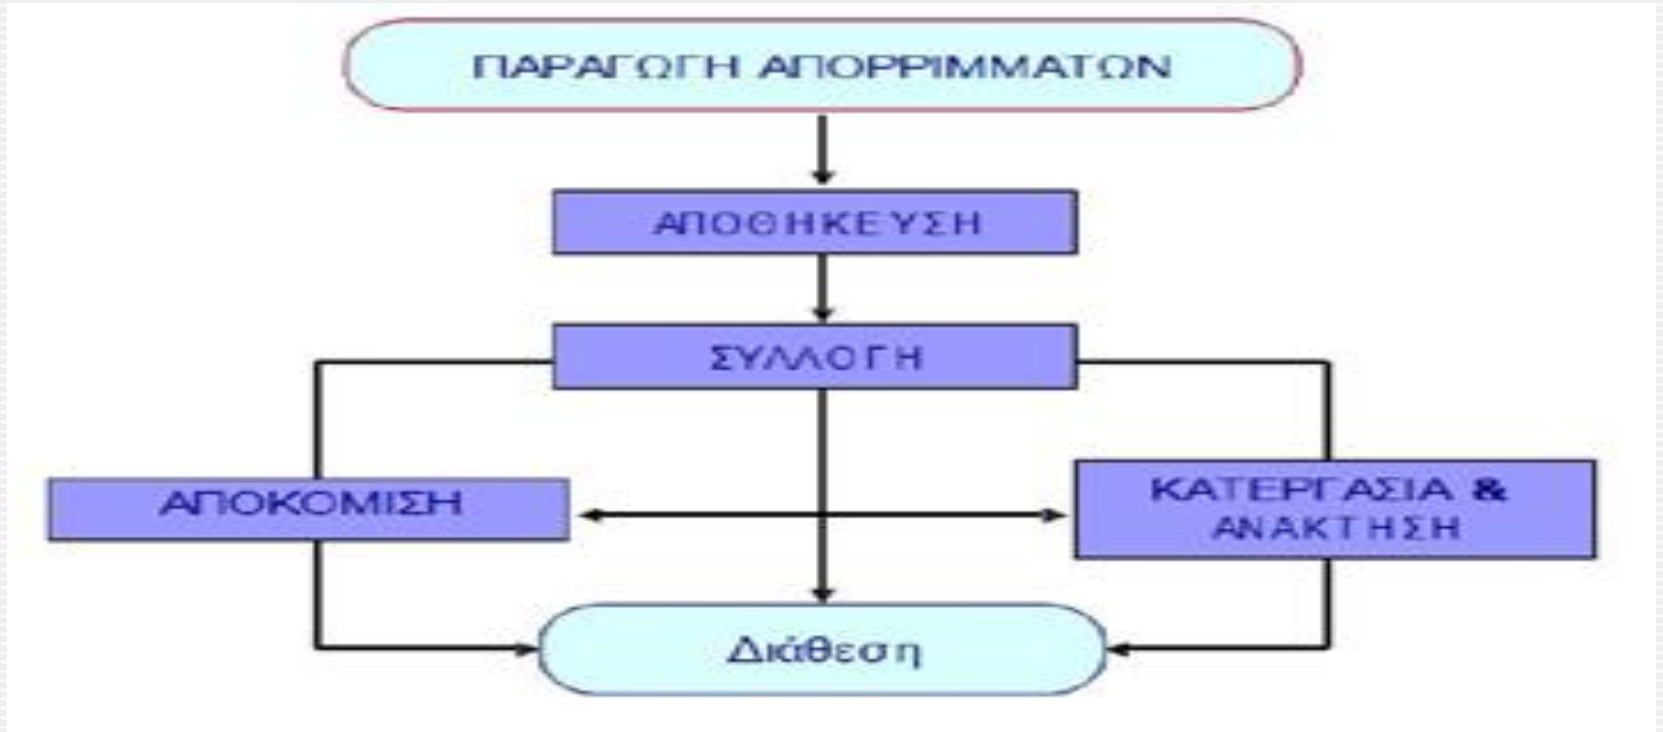 ΠΑΡΑΓΩΓΗ ΑΠΟΡΡΙΜΜΑΤΩΝ
ΑΠΟΘΗΚΕΥΣΗ
ΣΥΛΛΟΓΗ
ΑΠΟΚΟΜΙΣΗ
ΚΑΤΕΡΓΑΣΙΑ &
ΑΝΑΚΤΗΣΗ
Διάθεση